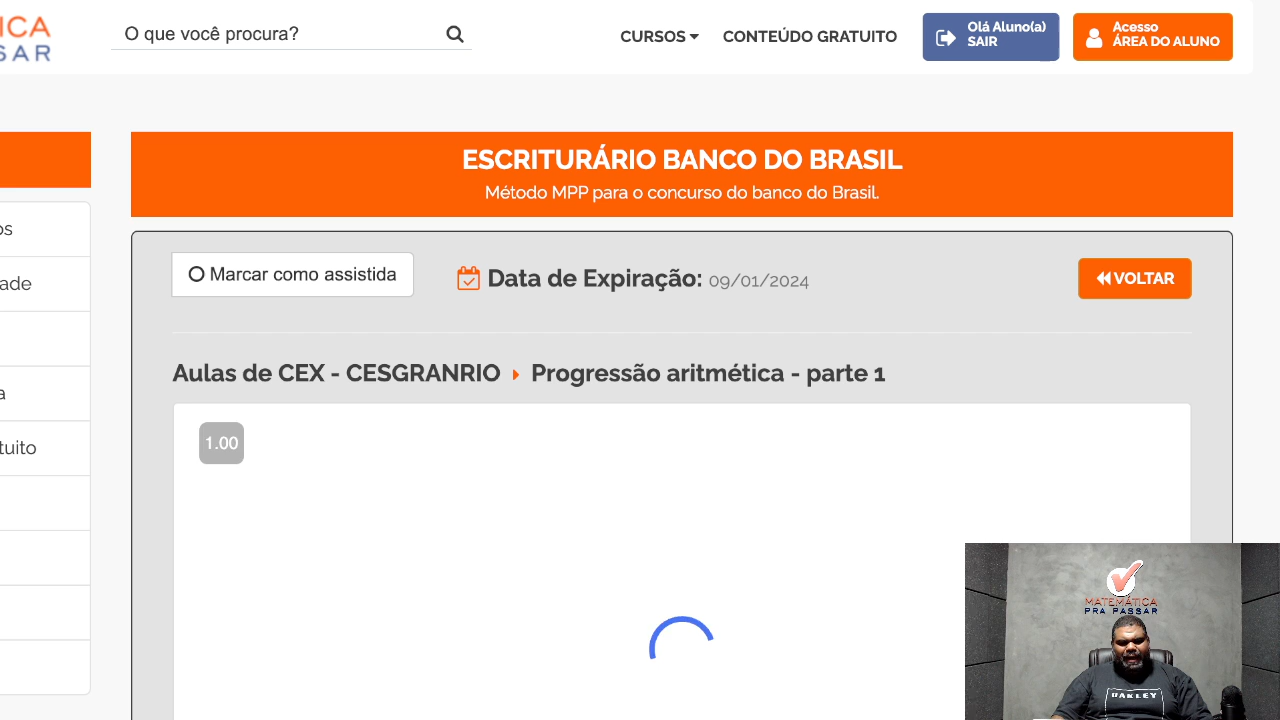 ICA
SSAR
O que você procura?
CURSOS
CONTEÚDO GRATUITO
Olá Aluno(a)
SAIR
Acesso
ÁREA DO ALUNO
ESCRITURÁRIO BANCO DO BRASIL
Método MPP para o concurso do banco do Brasil.
os
ade
a
tuito
Marcar como assistida
Data de Expiração: 09/01/2024
VOLTAR
Aulas de CEX - CESGRANRIO
Progressão aritmética - parte 1
1.00
MATEMÁTICA
PRA PASSAR
OAKLEY